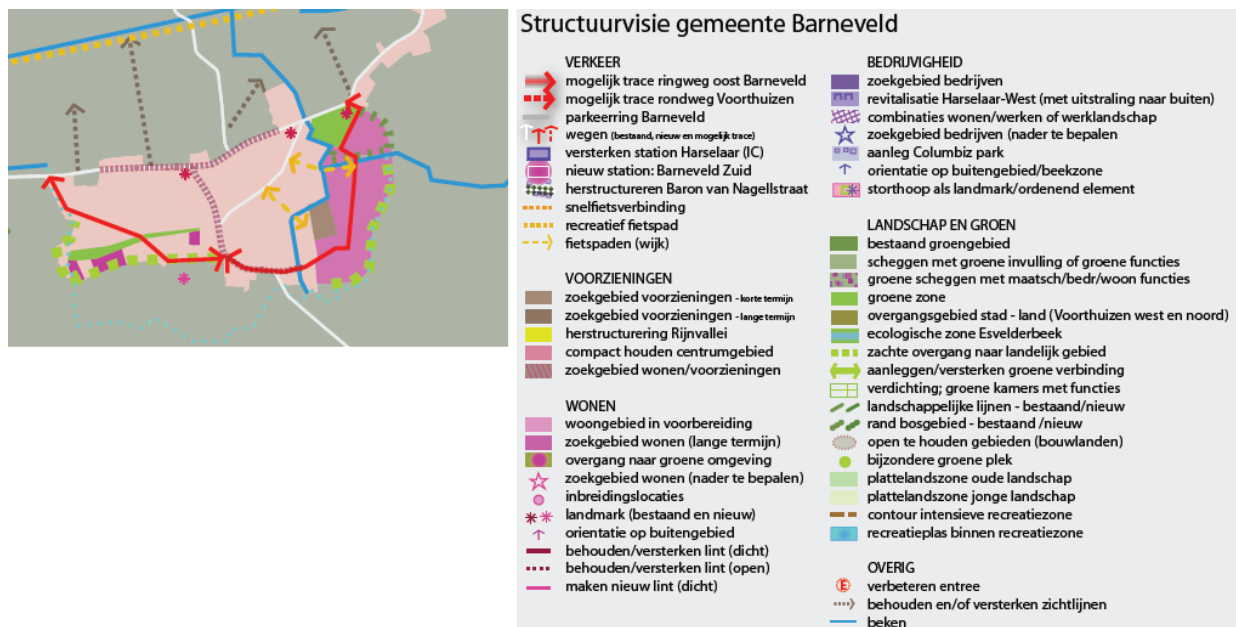 Structuurvisie gemeente Barneveld
VERKEER
mogelijk trace ringweg oost Barneveld
mogelijk trace rondweg Voorthuizen
parkeerring Barneveld
wegen (bestaand, nieuw en mogelijk trace)
versterken station Harselaar (IC)
nieuw station: Barneveld Zuid
herstructureren Baron van Nagellstraat
snelfietsverbinding
recreatief fietspad
fietspaden (wijk)
VOORZIENINGEN
zoekgebied voorzieningen - korte termijn
zoekgebied voorzieningen - lange termijn
herstructurering Rijnvallei
compact houden centrumgebied
zoekgebied wonen/voorzieningen
WONEN
woongebied in voorbereiding
zoekgebied wonen (lange termijn)
overgang naar groene omgeving
zoekgebied wonen (nader te bepalen)
inbreidingslocaties
landmark (bestaand en nieuw)
orientatie op buitengebied
behouden/versterken lint (dicht)
behouden/versterken lint (open)
maken nieuw lint (dicht)
BEDRIJVIGHEID
zoekgebied bedrijven
revitalisatie Harselaar-West (met uitstraling naar buiten)
combinaties wonen/werken of werklandschap
zoekgebied bedrijven (nader te bepalen
aanleg Columbiz park
orientatie op buitengebied/beekzone
storthoop als landmark/ordenend element
LANDSCHAP EN GROEN
bestaand groengebied
scheggen met groene invulling of groene functies
groene scheggen met maatsch/bedr/woon functies
groene zone
overgangsgebied stad - land (Voorthuizen west en noord)
ecologische zone Esvelderbeek
zachte overgang naar landelijk gebied
aanleggen/versterken groene verbinding
verdichting; groene kamers met functies
landschappelijke lijnen - bestaand/nieuw
rand bosgebied - bestaand /nieuw
open te houden gebieden (bouwlanden)
bijzondere groene plek
plattelandszone oude landschap
plattelandszone jonge landschap
contour intensieve recreatiezone
recreatieplas binnen recreatiezone
OVERIG
E verbeteren entree
behouden en/of versterken zichtlijnen
beken